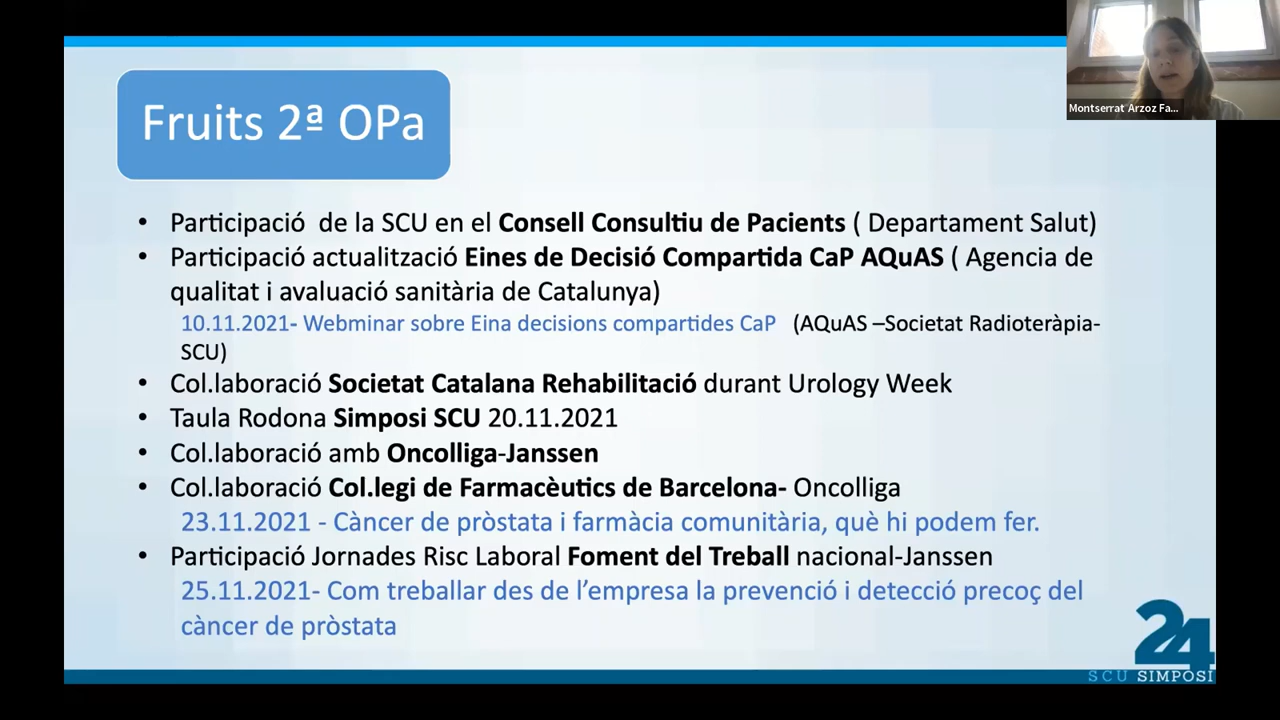 Montserrat Arzoz Fa...
Fruits 2ª OPa
• Participació de la SCU en el Consell Consultiu de Pacients ( Departament Salut)
• Participació actualització Eines de Decisió Compartida CaP AQuAS ( Agencia de
qualitat i avaluació sanitària de Catalunya)
10.11.2021- Webminar sobre Eina decisions compartides CaP (AQuAS –Societat Radioteràpia-
SCU)
• Col.laboració Societat Catalana Rehabilitació durant Urology Week
• Taula Rodona Simposi SCU 20.11.2021
• Col.laboració amb Oncolliga-Janssen
• Col.laboració Col.legi de Farmacèutics de Barcelona- Oncolliga
23.11.2021 - Càncer de pròstata i farmàcia comunitària, què hi podem fer.
• Participació Jornades Risc Laboral Foment del Treball nacional-Janssen
25.11.2021- Com treballar des de l’empresa la prevenció i detecció precoç del
càncer de pròstata
24
SCU SIMPOSI